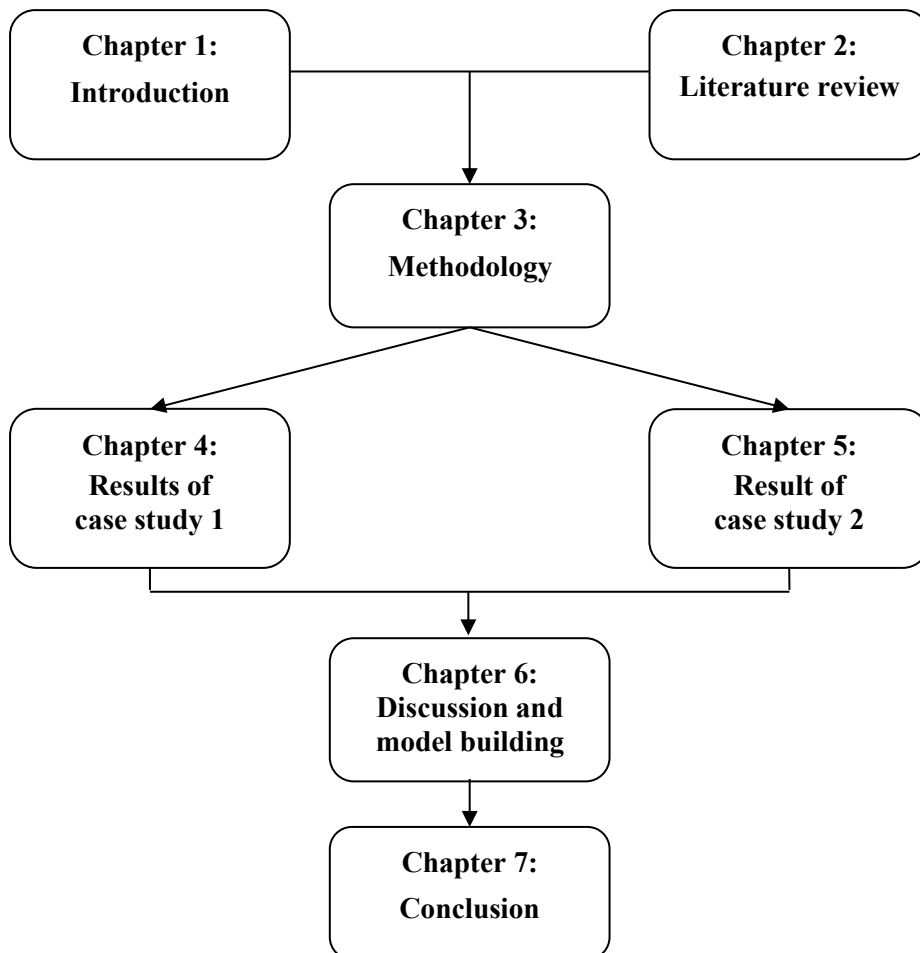 Chapter 1:
Introduction
Chapter 2:
Literature review
Chapter 3:
Methodology
Chapter 4:
Results of
case study 1
Chapter 5:
Result of
case study 2
Chapter 6:
Discussion and
model building
Chapter 7:
Conclusion